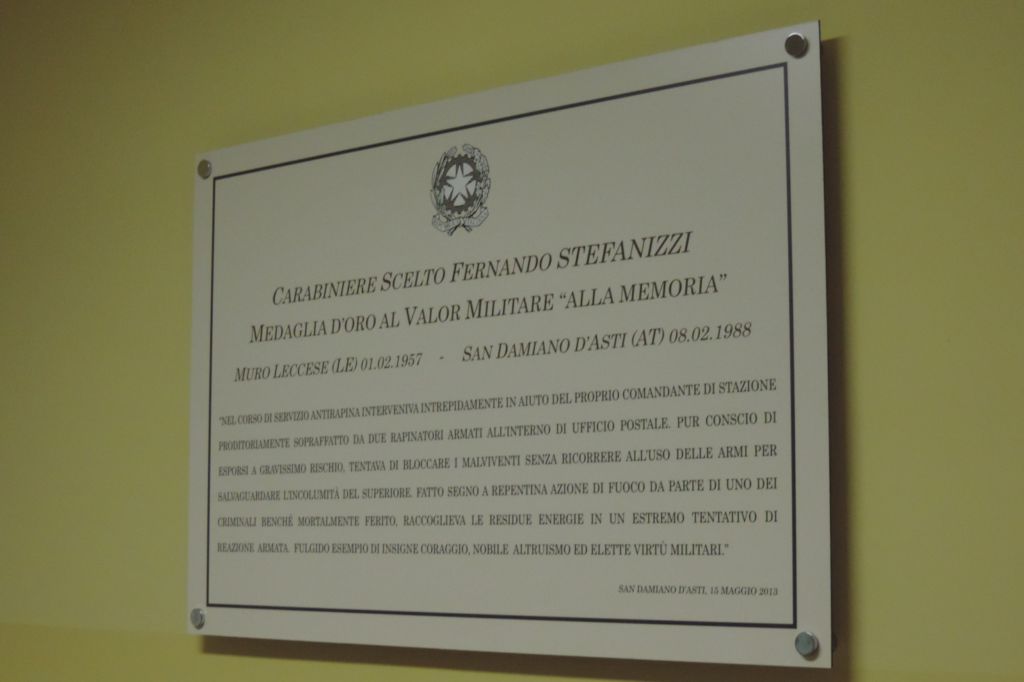 CARABINIERE SCELTO FERNANDO STEFANIZZI
MEDAGLIA D'ORO AL VALOR MILITARE “ALLA MEMORIA”
MURO LECCESE (LE) 01.02.1957 - SAN DAMIANO D'ASTI (AT) 08.02.1988
“NEL CORSO DI SERVIZIO ANTIRAPINA INTERVENIVA INTREPIDAMENTE IN AIUTO DEL PROPRIO COMANDANTE DI STAZIONE
PRODITORIAMENTE SOPRAFFATTO DA DUE RAPINATORI ARMATI ALL'INTERNO DI UFFICIO POSTALE. PUR CONSCIO DI
ESPORSI A GRAVISSIMO RISCHIO, TENTAVA DI BLOCCARE I MALVIVENTI SENZA RICORRERE ALL'USO DELLE ARMI PER
SALVAGUARDARE L'INCOLUMITÀ DEL SUPERIORE. FATTO SEGNO A REPENTINA AZIONE DI FUOCO DA PARTE DI UNO DEI
CRIMINALI BENCHÉ MORTALMENTE FERITO, RACCOGLIEVA LE RESIDUE ENERGIE IN UN ESTREMO TENTATIVO DI
REAZIONE ARMATA. FULGIDO ESEMPIO DI INSIGNE CORAGGIO, NOBILE ALTRUISMO ED ELETTE VIRTÙ MILITARI.”
SAN DAMIANO D'ASTI, 15 MAGGIO 2013